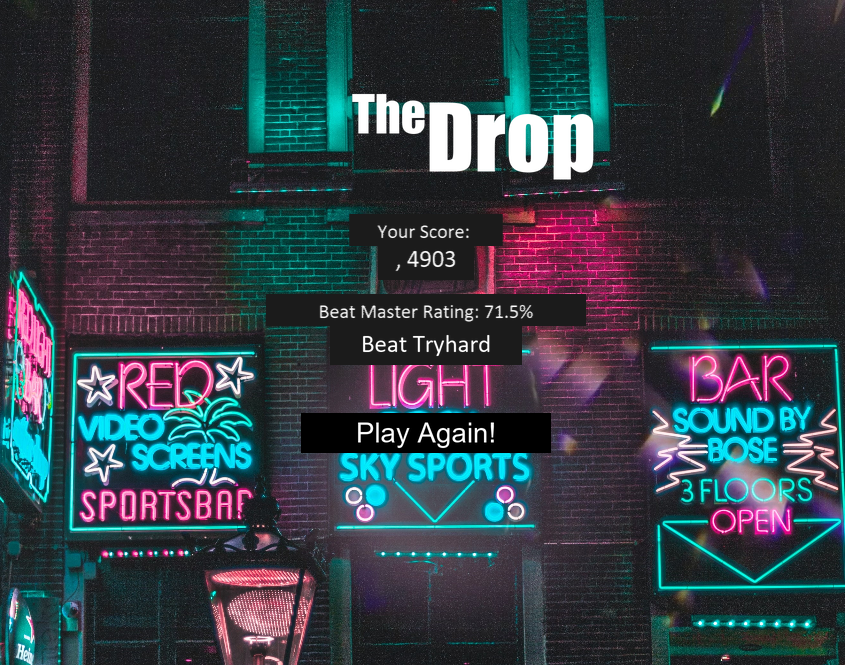 The Drop
Your Score:
, 4903
Beat Master Rating: 71.5%
Beat Tryhard
Play Again!
RED
VIDEO
SCREENS
SPORTSBAR
LIGHT
SKY SPORTS
BAR
SOUND BY
BOSE
3 FLOORS
OPEN